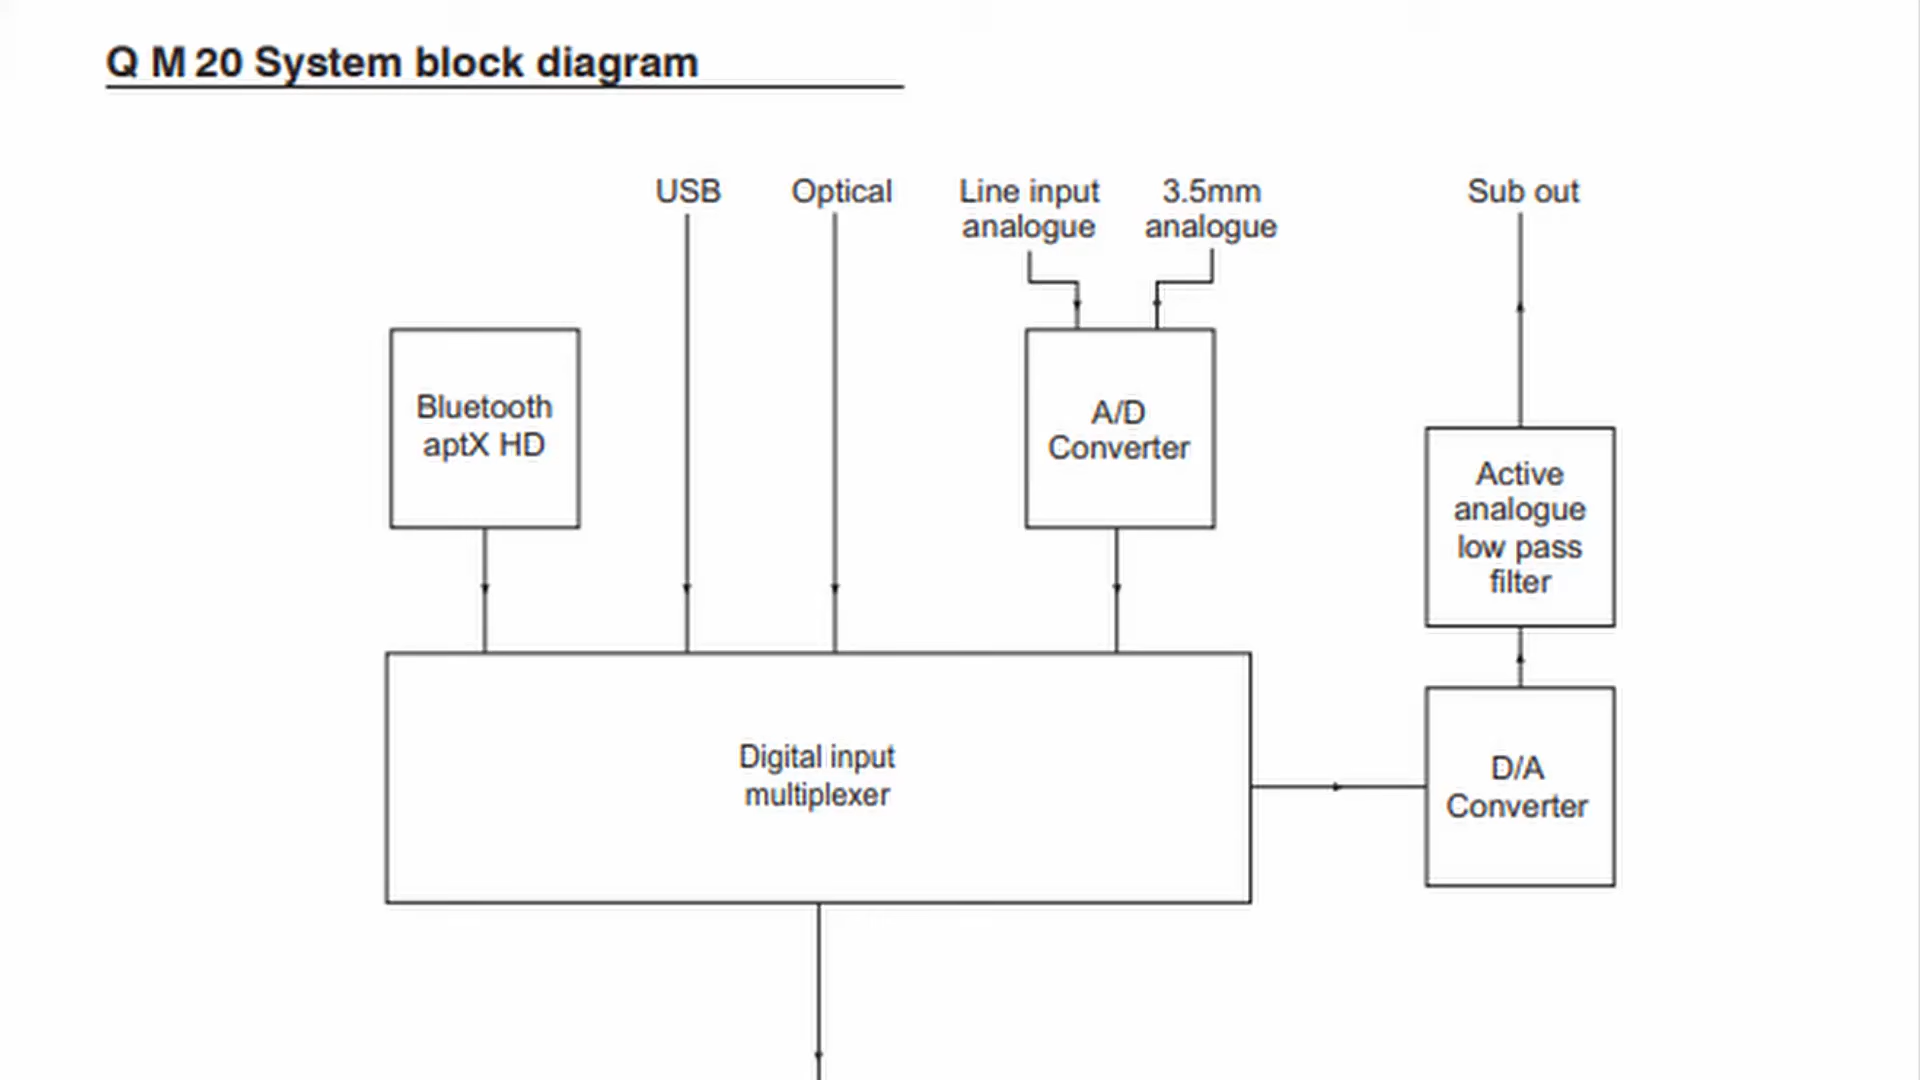 Q M 20 System block diagram
USB
Optical
Line input
analogue
3.5mm
analogue
Sub out
Bluetooth
aptX HD
A/D
Converter
Active
analogue
low pass
filter
Digital input
multiplexer
D/A
Converter